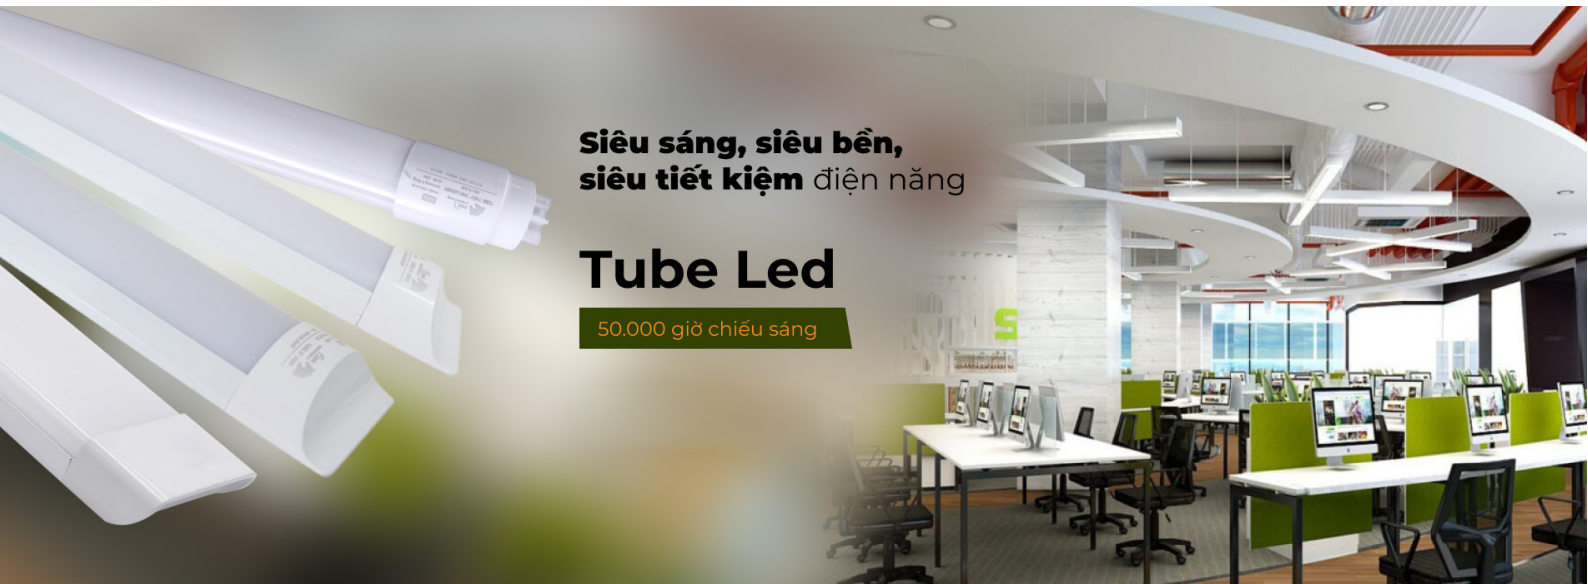 Siêu sáng, siêu bền,
siêu tiết kiệm điện năng
Tube Led
50.000 giờ chiếu sáng
S